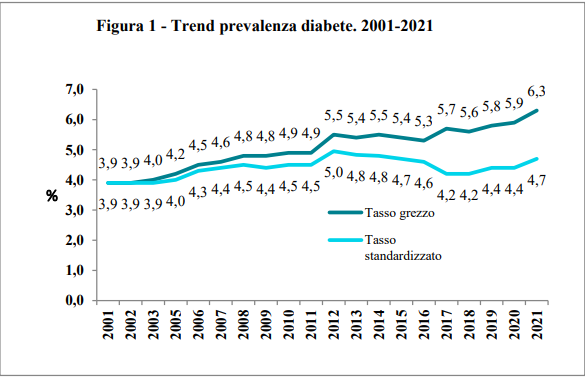 Figura 1 - Trend prevalenza diabete. 2001-2021
7,0
6,0
5,0
4,0
3,0
2,0
1,0
0,0
%
3,9 3,9 4,0 4,2 4,5 4,6 4,8 4,8 4,9 4,9 5,5 5,4 5,5 5,4 5,3 5,7 5,6 5,8 5,9 6,3
3,9 3,9 3,9 4,0 4,3 4,4 4,5 4,4 4,5 4,5 5,0 4,8 4,8 4,7 4,6 4,2 4,2 4,4 4,4 4,7
Tasso grezzo
Tasso
standardizzato
2001 2002 2003 2005 2006 2007 2008 2009 2010 2011 2012 2013 2014 2015 2016 2017 2018 2019 2020 2021